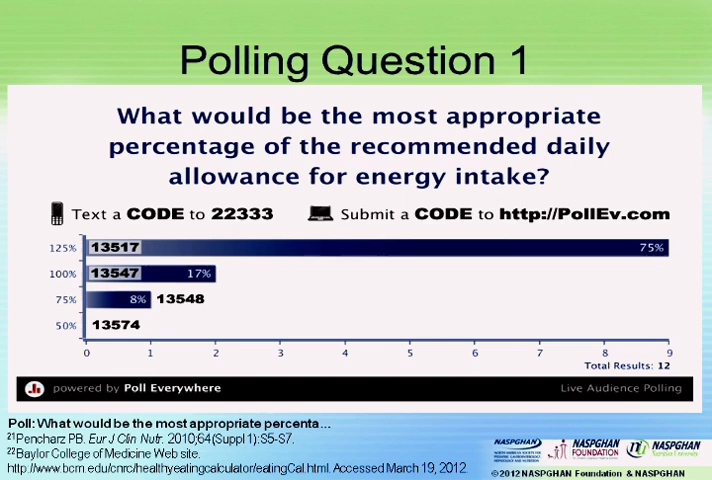 Polling Question 1
What would be the most appropriate
percentage of the recommended daily
allowance for energy intake?
Text a CODE to 22333
Submit a CODE to http://PollEv.com
125% 13517 75%
100% 13547 17%
75% 8% 13548
50% 13574
0 1 2 3 4 5 6 7 8 9
Total Results: 12
powered by Poll Everywhere
Live Audience Polling
Poll: What would be the most appropriate percenta...
21Pencharz PB. Eur J Clin Nutr. 2010;64(Suppl 1):S5-S7.
22Baylor College of Medicine Web site.
http://www.bcm.edu/cnrc/healthyeatingcalculator/eatingCal.html. Accessed March 19, 2012
NASPGHAN
NASPGHAN
FOUNDATION
NASPGHAN
©2012 NASPGHAN Foundation & NASPGHAN